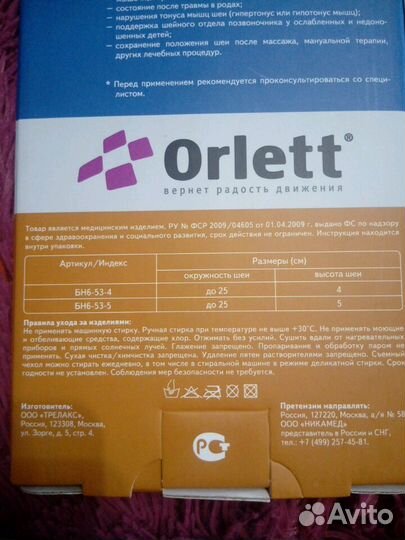 • состояние после травмы в родах;
• нарушения тонуса мышц шеи (гипертонус или гипотонус мышц);
• поддержка шейного отдела позвоночника у ослабленных и недоно-
шенных детей;
• сохранение положения шеи после массажа, мануальной терапии,
других лечебных процедур.
* Перед применением рекомендуется проконсультироваться со специ-
листом.
Orlett®
вернет радость движения
Товар является медицинским изделием, РУ № ФСР 2009/04605 от 01.04.2009 г. выдано ФС по надзору
в сфере здравоохранения и социального развития, срок действия не ограничен. Инструкция находится
внутри упаковки.
Артикул/Индекс
Размеры (см)
окружность шеи
высота шеи
БН6-53-4
до 25
4
БН6-53-5
до 25
5
Правила ухода за изделиями:
Не применять машинную стирку. Ручная стирка при температуре не выше +30°С. Не применять моющие
и отбеливающие средства, содержащие хлор. Отжимать без усилий. Сушить вдали от нагревательных
приборов и прямых солнечных лучей. Глажение запрещено. Пропаривание и обработку паром не
применять. Сухая чистка/химчистка запрещена. Удаление пятен растворителями запрещено. Съемный
чехол можно стирать ежедневно, в том числе в стиральной машине в режиме деликатной стирки. Срок
годности не установлен. Соблюдения мер безопасности не требуется.
Изготовитель:
ООО «ТРЕЛАКС»,
Россия, 123308, Москва,
ул. Зорге, д. 5, стр. 4.
Претензии направлять:
Россия, 127220, Москва, а/я № 58
ООО «НИКАМЕД»
представитель в России и СНГ,
тел.: +7 (499) 257-45-81.
РСТ
Avito